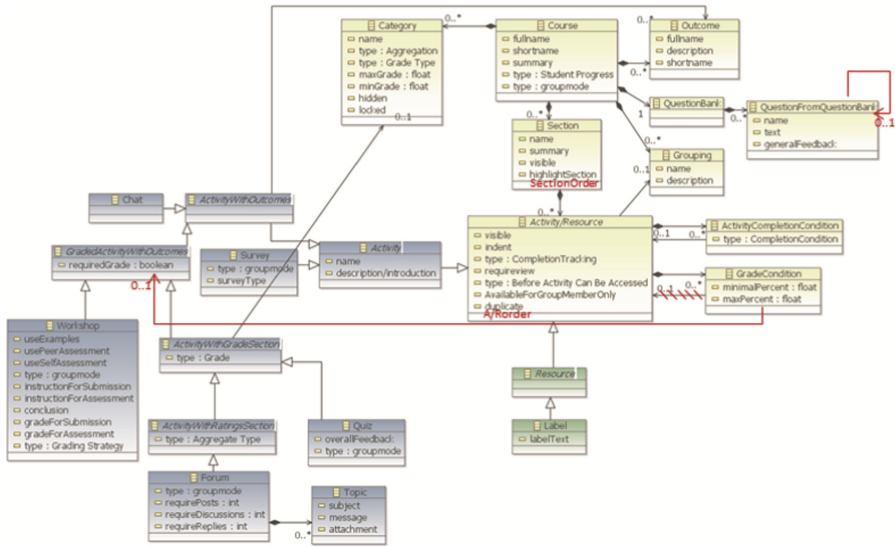 Category
name
type : Aggregation
type : Grade Type
maxGrade : float
minGrade : float
hidden
locked
0..1
0..*
Course
fullname
shortname
summary
type : Student Progress
type : groupmode
0..*
Outcome
fullname
description
shortname
0..*
QuestionBank
1
0..*
QuestionFromQuestionBank
name
text
generalFeedback
0..1
0..*
Section
name
summary
visible
highlightSection
SectionOrder
0..*
0..*
Grouping
name
description
0..1
Chat
ActivityWithOutcomes
GradedActivityWithOutcomes
requiredGrade : boolean
0..1
Survey
type : groupmode
surveyType
Activity
name
description/introduction
Activity/Resource
visible
indent
type : CompletionTracking
requireview
type : Before Activity Can Be Accessed
AvailableForGroupMemberOnly
duplicate
A/Rorder
0..1
0..*
ActivityCompletionCondition
type : CompletionCondition
0..1
0..*
GradeCondition
minimalPercent : float
maxPercent : float
Workshop
useExamples
usePeerAssessment
useSelfAssessment
type : groupmode
instructionForSubmission
instructionForAssessment
conclusion
gradeForSubmission
gradeForAssessment
type : Grading Strategy
ActivityWithGradeSection
type : Grade
Resource
Label
labelText
ActivityWithRatingsSection
type : Aggregate Type
Quiz
overallFeedback
type : groupmode
Forum
type : groupmode
requirePosts : int
requireDiscussions : int
requireReplies : int
0..*
Topic
subject
message
attachment